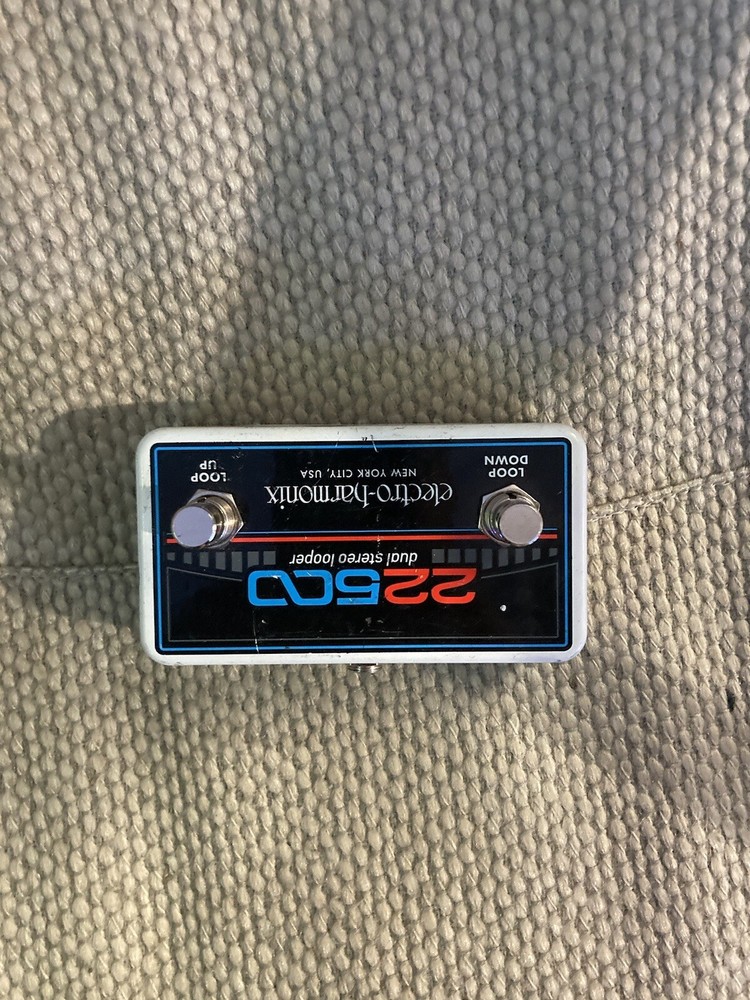 22500
dual stereo looper
electro-harmonix
NEW YORK CITY, USA
LOOP
DOWN
LOOP
UP